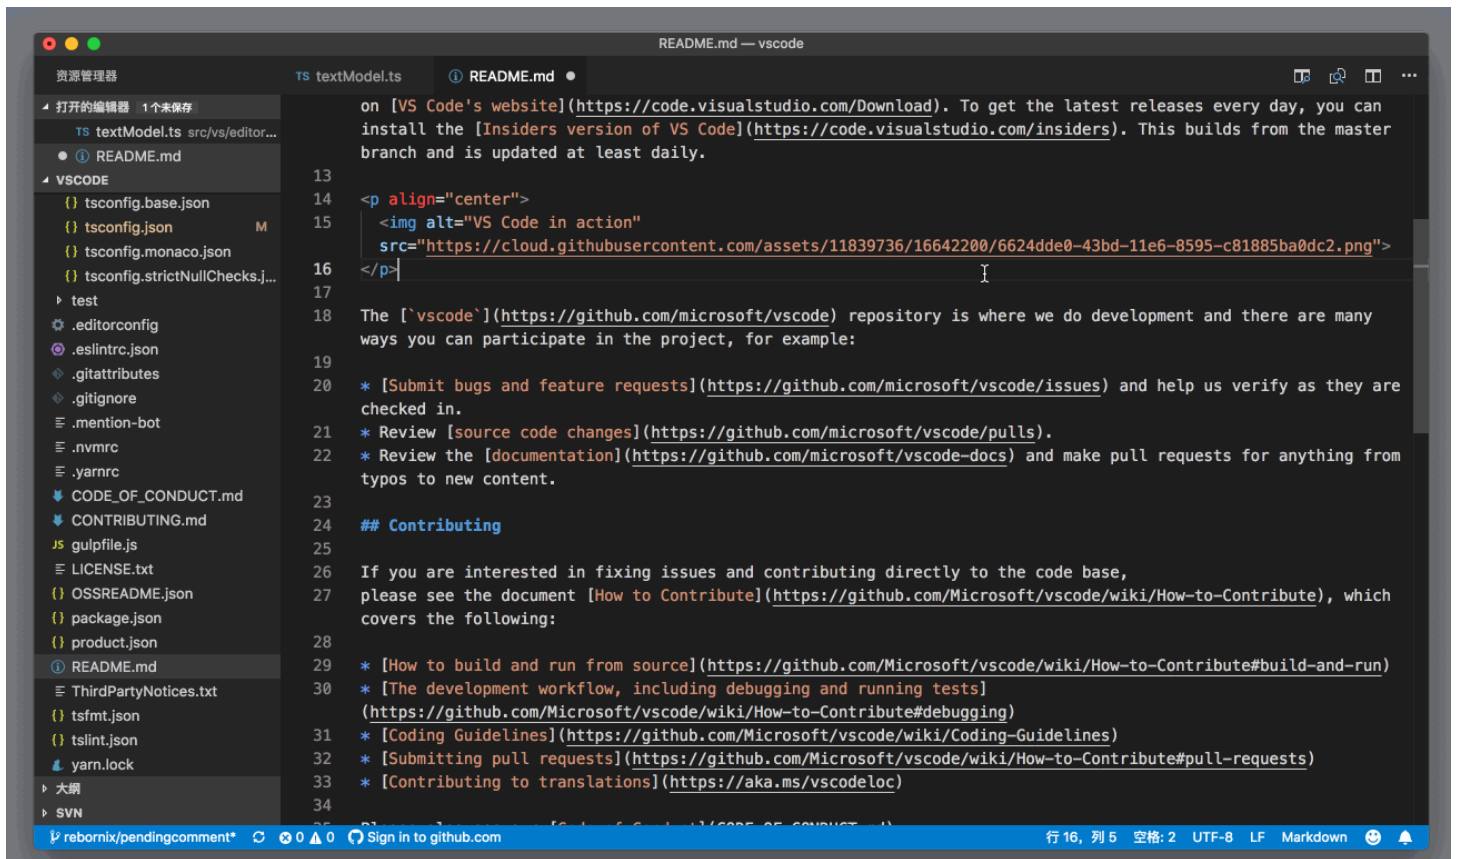 README.md — vscode
资源管理器
TS textModel.ts
README.md
打开的编辑器 1 个未保存
TS textModel.ts src/vs/editor...
README.md
VSCODE
{} tsconfig.base.json
{} tsconfig.json M
{} tsconfig.monaco.json
{} tsconfig.strictNullChecks.j...
test
.editorconfig
.eslintrc.json
.gitattributes
.gitignore
.mention-bot
.nvmrc
.yarnrc
CODE_OF_CONDUCT.md
CONTRIBUTING.md
JS gulpfile.js
LICENSE.txt
{} OSSREADME.json
{} package.json
{} product.json
README.md
ThirdPartyNotices.txt
{} tsfmt.json
{} tslint.json
yarn.lock
大纲
SVN
on [VS Code's website](https://code.visualstudio.com/Download). To get the latest releases every day, you can
install the [Insiders version of VS Code](https://code.visualstudio.com/insiders). This builds from the master
branch and is updated at least daily.
13
14 <p align="center">
15 <img alt="VS Code in action"
src="https://cloud.githubusercontent.com/assets/11839736/16642200/6624dde0-43bd-11e6-8595-c81885ba0dc2.png">
16 </p>
17
18 The [`vscode`](https://github.com/microsoft/vscode) repository is where we do development and there are many
ways you can participate in the project, for example:
19
20 * [Submit bugs and feature requests](https://github.com/microsoft/vscode/issues) and help us verify as they are
checked in.
21 * Review [source code changes](https://github.com/microsoft/vscode/pulls).
22 * Review the [documentation](https://github.com/microsoft/vscode-docs) and make pull requests for anything from
typos to new content.
23
24 ## Contributing
25
26 If you are interested in fixing issues and contributing directly to the code base,
27 please see the document [How to Contribute](https://github.com/Microsoft/vscode/wiki/How-to-Contribute), which
covers the following:
28
29 * [How to build and run from source](https://github.com/Microsoft/vscode/wiki/How-to-Contribute#build-and-run)
30 * [The development workflow, including debugging and running tests]
(https://github.com/Microsoft/vscode/wiki/How-to-Contribute#debugging)
31 * [Coding Guidelines](https://github.com/Microsoft/vscode/wiki/Coding-Guidelines)
32 * [Submitting pull requests](https://github.com/Microsoft/vscode/wiki/How-to-Contribute#pull-requests)
33 * [Contributing to translations](https://aka.ms/vscodeloc)
34
rebornix/pendingcomment* 0 0 Sign in to github.com 行 16，列 5 空格: 2 UTF-8 LF Markdown